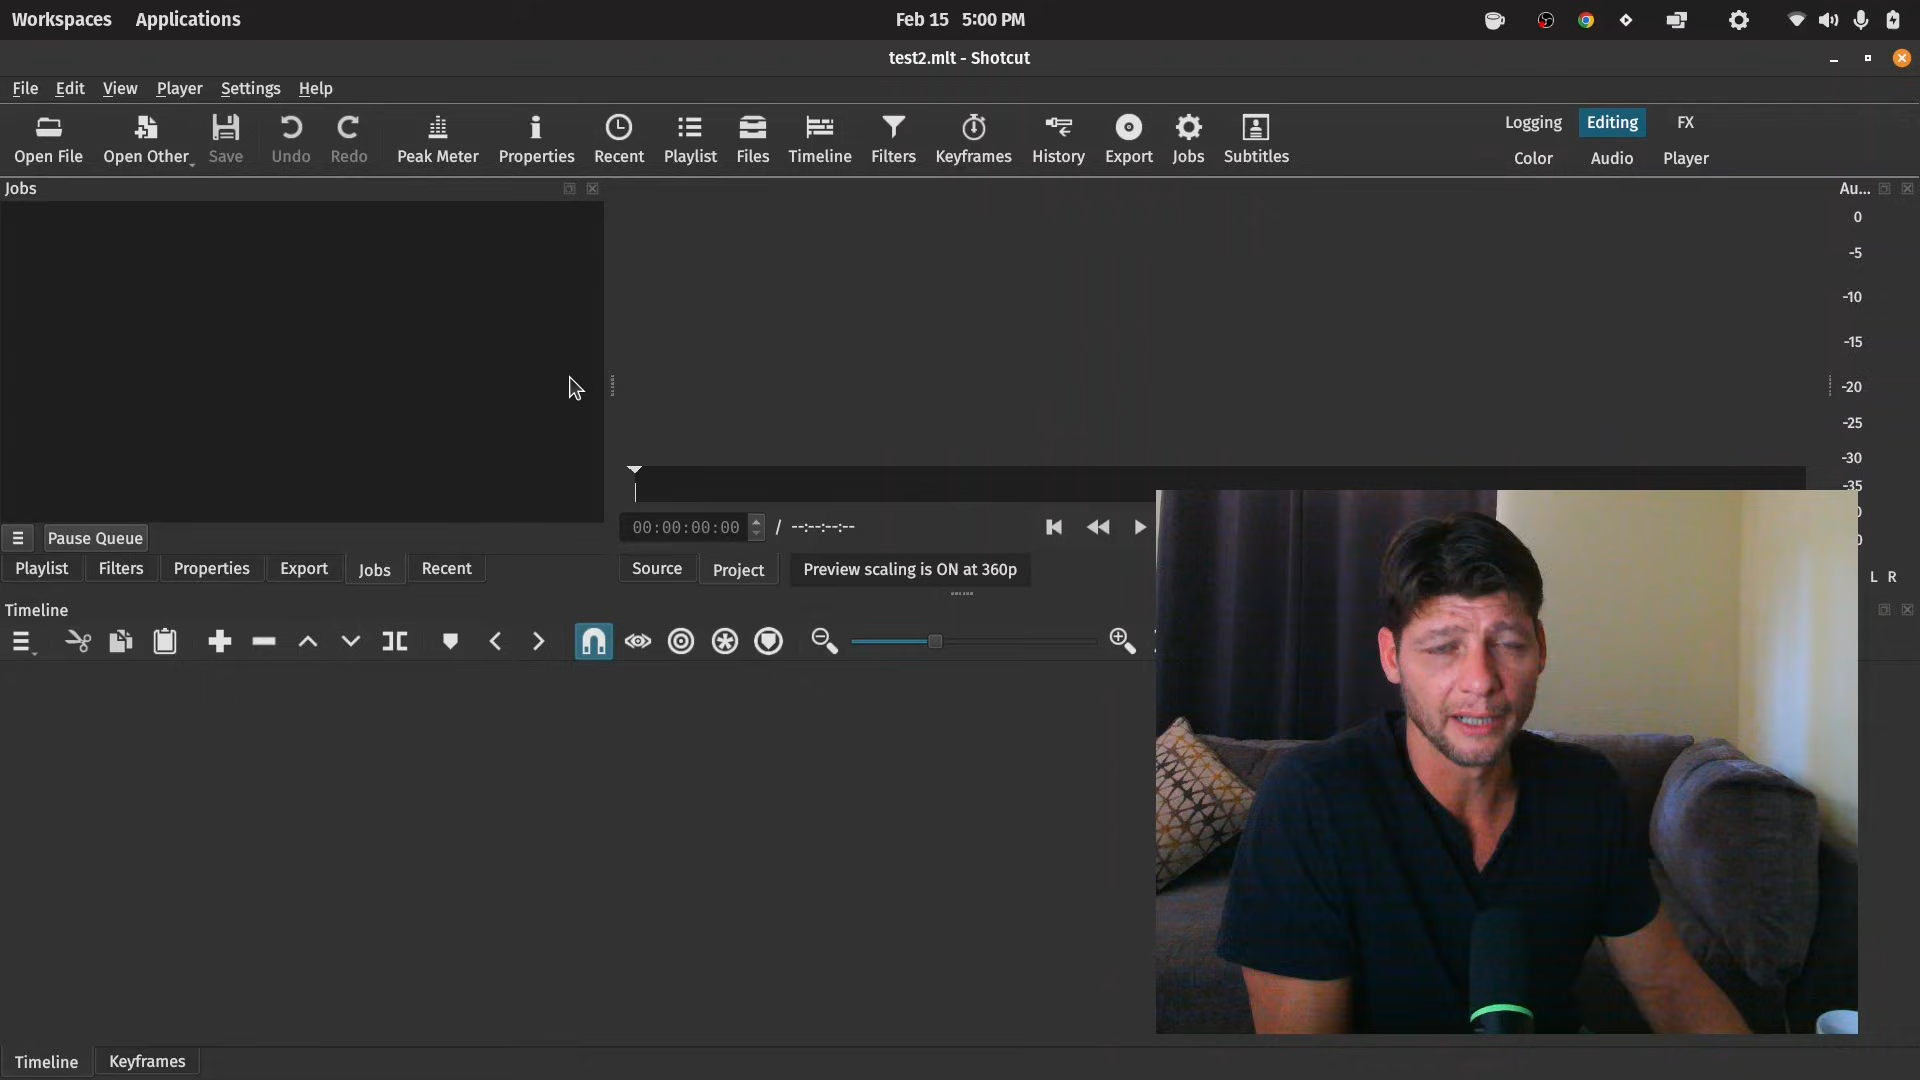 Workspaces Applications Feb 15 5:00 PM
test2.mlt - Shotcut
File Edit View Player Settings Help
Open File Open Other Save Undo Redo Peak Meter Properties Recent Playlist Files Timeline Filters Keyframes History Export Jobs Subtitles
Logging Editing FX
Color Audio Player
Jobs
Au...
0
-5
-10
-15
-20
-25
-30
-35
0
0
L R
00:00:00:00 / --:--:--:--
Pause Queue
Playlist Filters Properties Export Jobs Recent
Source Project Preview scaling is ON at 360p
Timeline
Timeline Keyframes